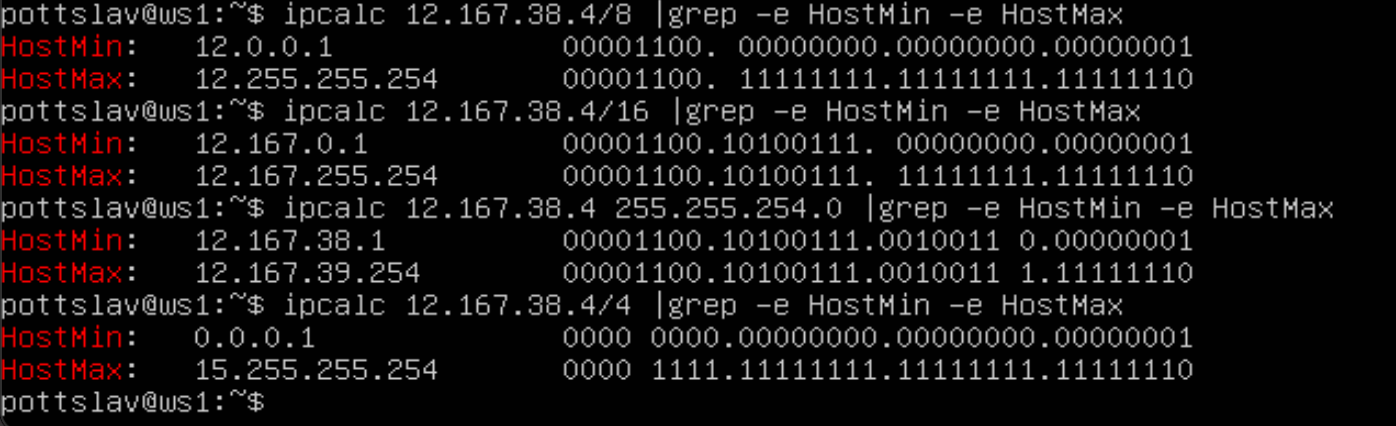 pottslav@ws1:~$ ipcalc 12.167.38.4/8 |grep -e HostMin -e HostMax
HostMin:   12.0.0.1             00001100. 00000000.00000000.00000001
HostMax:   12.255.255.254       00001100. 11111111.11111111.11111110
pottslav@ws1:~$ ipcalc 12.167.38.4/16 |grep -e HostMin -e HostMax
HostMin:   12.167.0.1           00001100.10100111. 00000000.00000001
HostMax:   12.167.255.254       00001100.10100111. 11111111.11111110
pottslav@ws1:~$ ipcalc 12.167.38.4 255.255.254.0 |grep -e HostMin -e HostMax
HostMin:   12.167.38.1          00001100.10100111.0010011 0.00000001
HostMax:   12.167.39.254        00001100.10100111.0010011 1.11111110
pottslav@ws1:~$ ipcalc 12.167.38.4/4 |grep -e HostMin -e HostMax
HostMin:   0.0.0.1              0000 0000.00000000.00000000.00000001
HostMax:   15.255.255.254       0000 1111.11111111.11111111.11111110
pottslav@ws1:~$